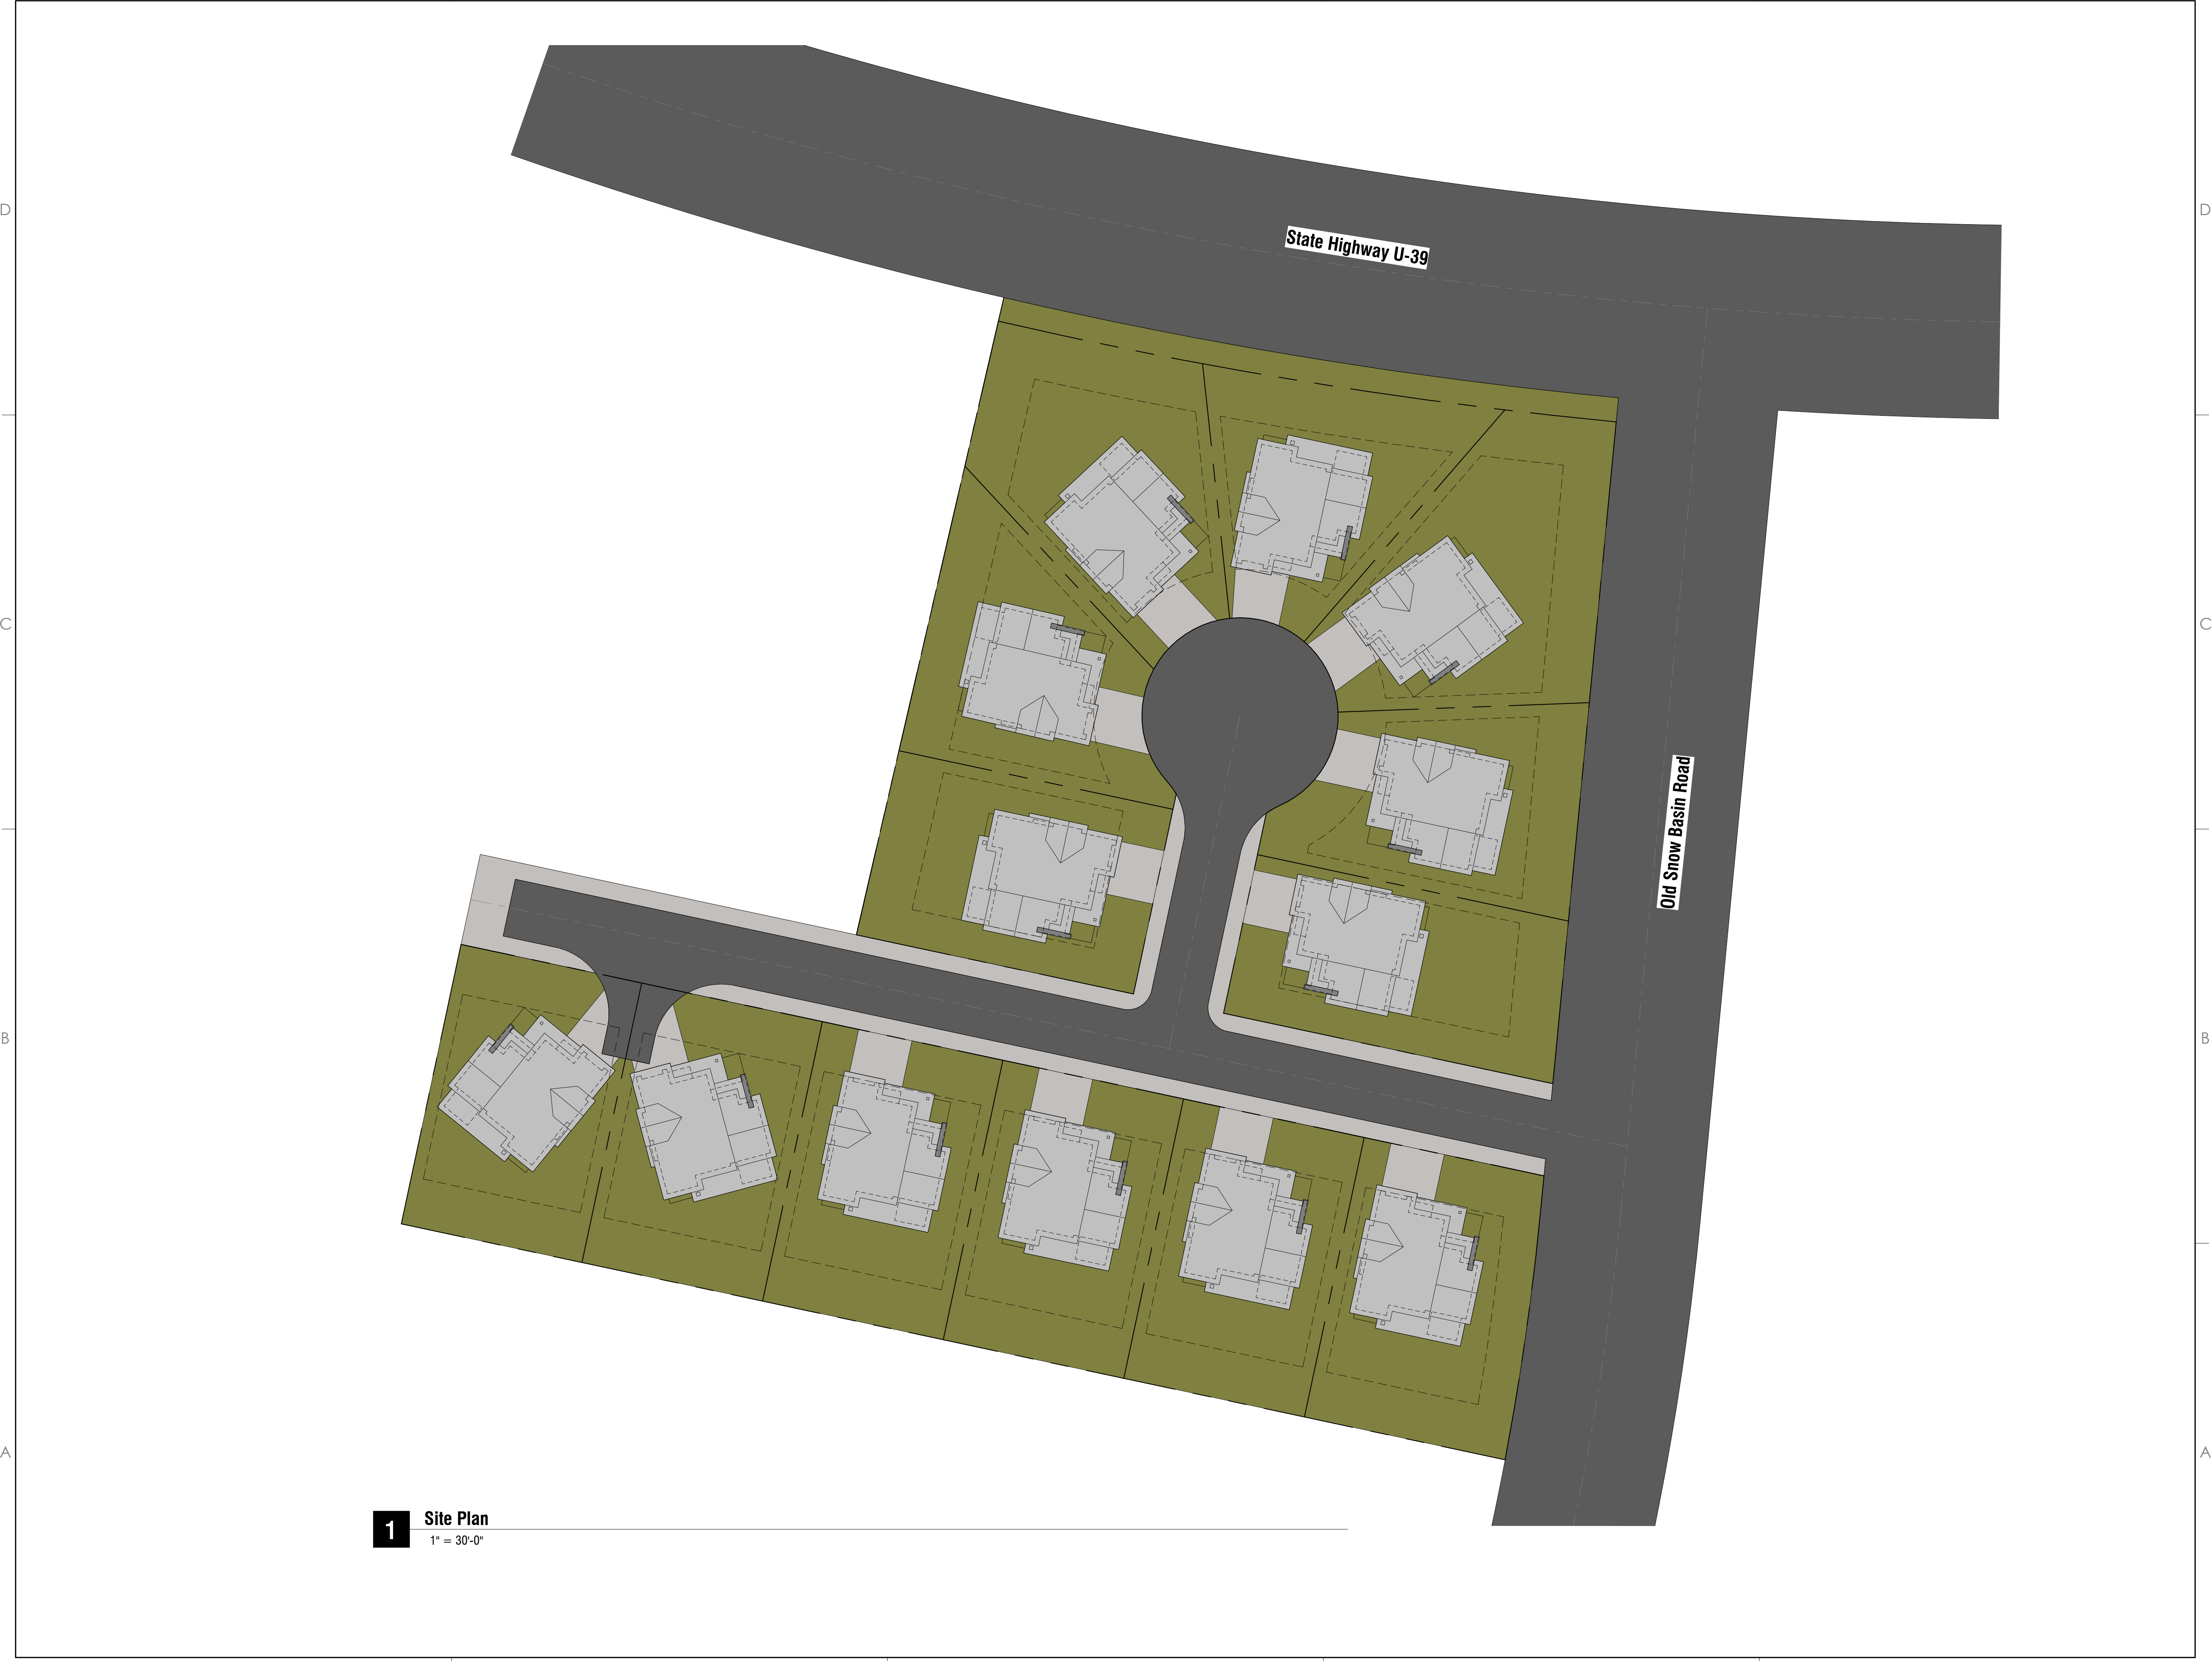 State Highway U-39
D
D
C
C
Old Snow Basin Road
B
B
A
A
1
Site Plan
1" = 30'-0"